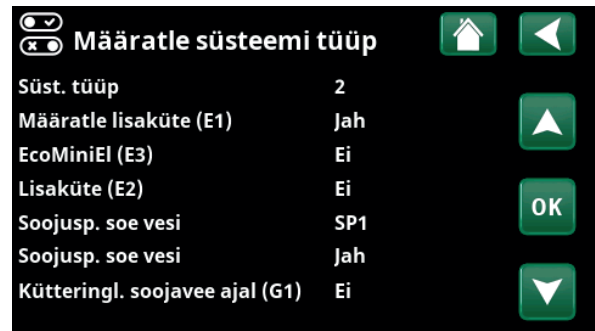 Määratle süsteemi tüüp
Süst. tüüp 2
Määratle lisaküte (E1) Jah
EcoMiniEl (E3) Ei
Lisaküte (E2) Ei
OK
Soojusp. soe vesi SP1
Soojusp. soe vesi Jah
Kütteringl. soojavee ajal (G1) Ei